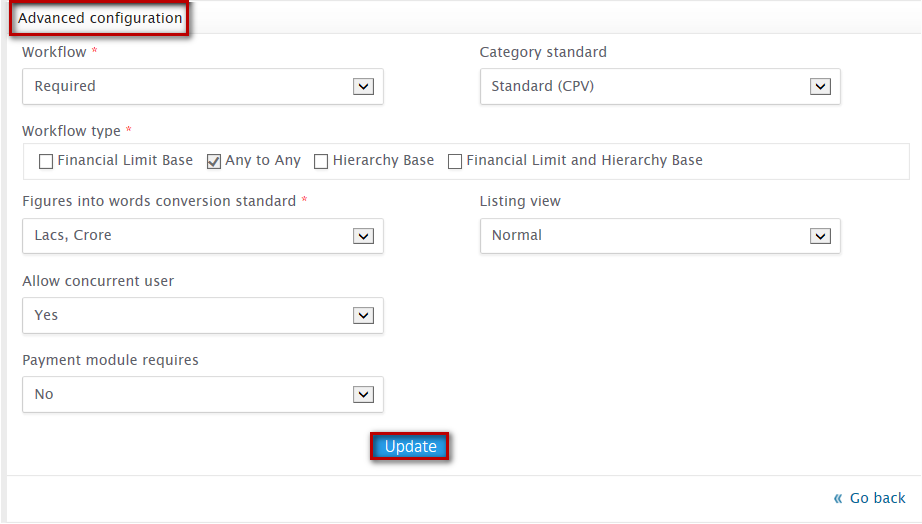 Advanced configuration
Workflow *
Category standard
Required
Standard (CPV)
Workflow type *
Financial Limit Base
Any to Any
Hierarchy Base
Financial Limit and Hierarchy Base
Figures into words conversion standard *
Listing view
Lacs, Crore
Normal
Allow concurrent user
Yes
Payment module requires
No
Update
« Go back